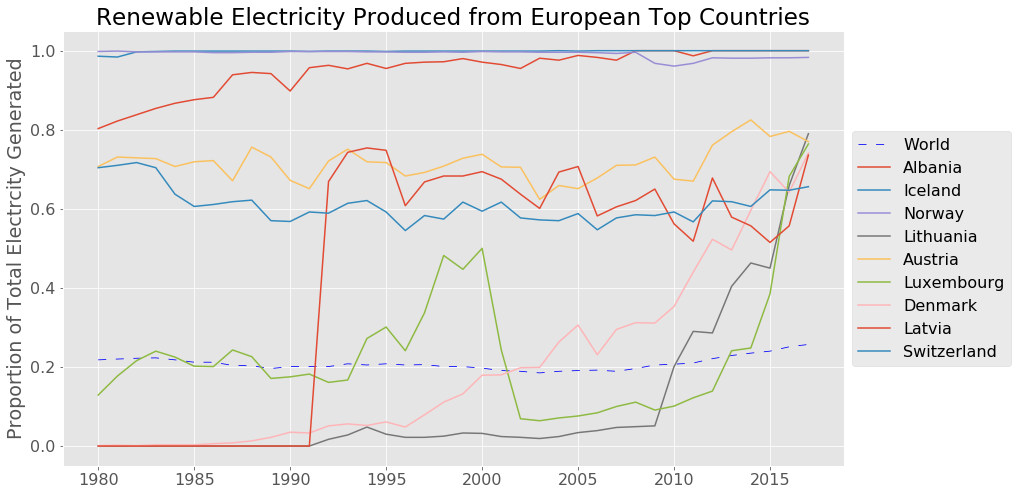 Renewable Electricity Produced from European Top Countries
Proportion of Total Electricity Generated
1.0
0.8
0.6
0.4
0.2
0.0
1980
1985
1990
1995
2000
2005
2010
2015
World
Albania
Iceland
Norway
Lithuania
Austria
Luxembourg
Denmark
Latvia
Switzerland